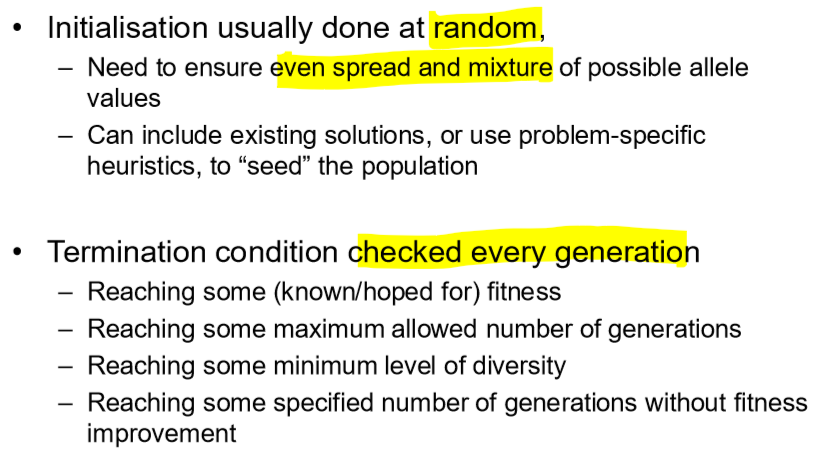 • Initialisation usually done at random,
– Need to ensure even spread and mixture of possible allele
values
– Can include existing solutions, or use problem-specific
heuristics, to “seed” the population
• Termination condition checked every generation
– Reaching some (known/hoped for) fitness
– Reaching some maximum allowed number of generations
– Reaching some minimum level of diversity
– Reaching some specified number of generations without fitness
improvement